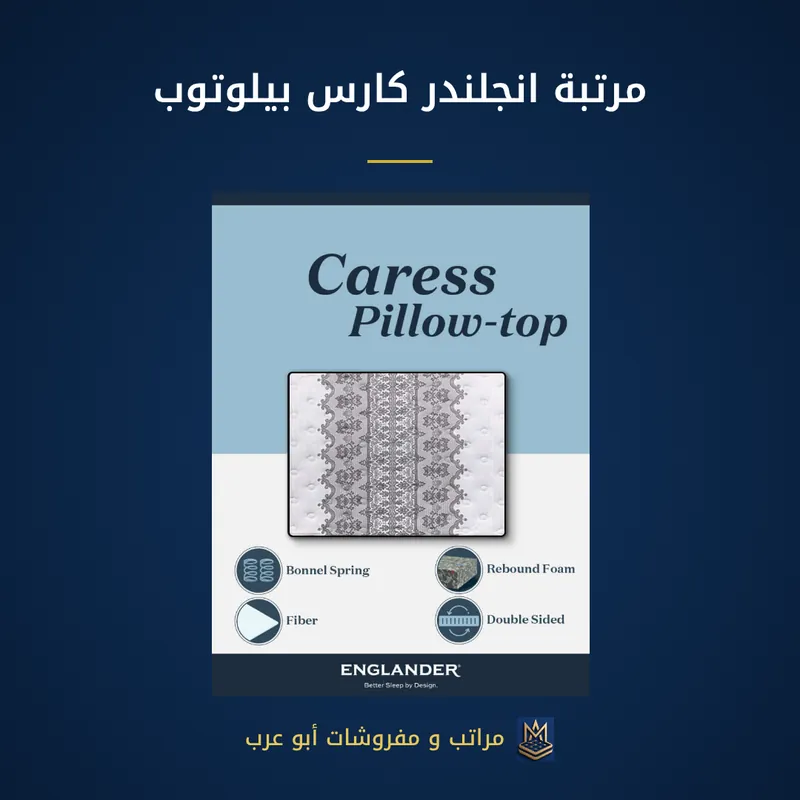 مرتبة انجلندر كارس بيلوتوب
Caress
Pillow-top
Bonnel Spring
Rebound Foam
Fiber
Double Sided
ENGLANDER®
Better Sleep by Design.
مراتب و مفروشات أبو عرب